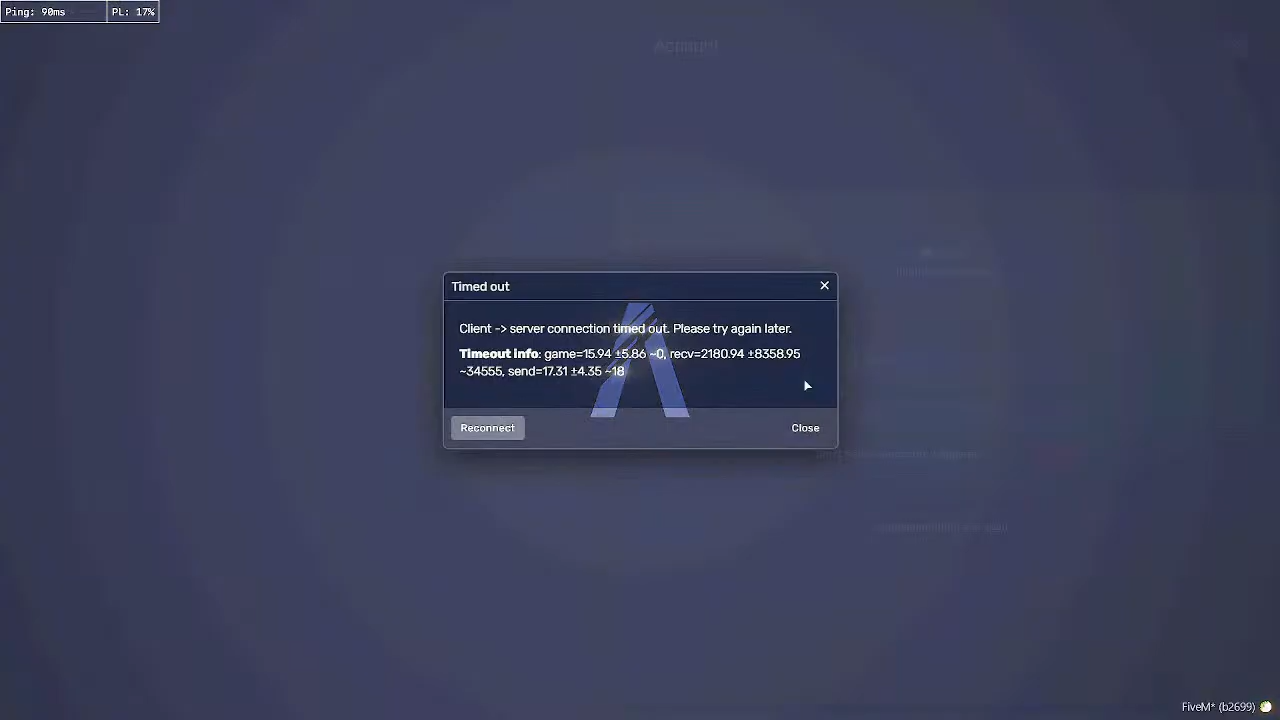 Ping: 90ms PL: 17%
Account
Timed out
Client -> server connection timed out. Please try again later.
Timeout info: game=15.94 ±5.86 ~0, recv=2180.94 ±8358.95
~34555, send=17.31 ±4.35 ~18
Reconnect Close
FiveM* (b2699)